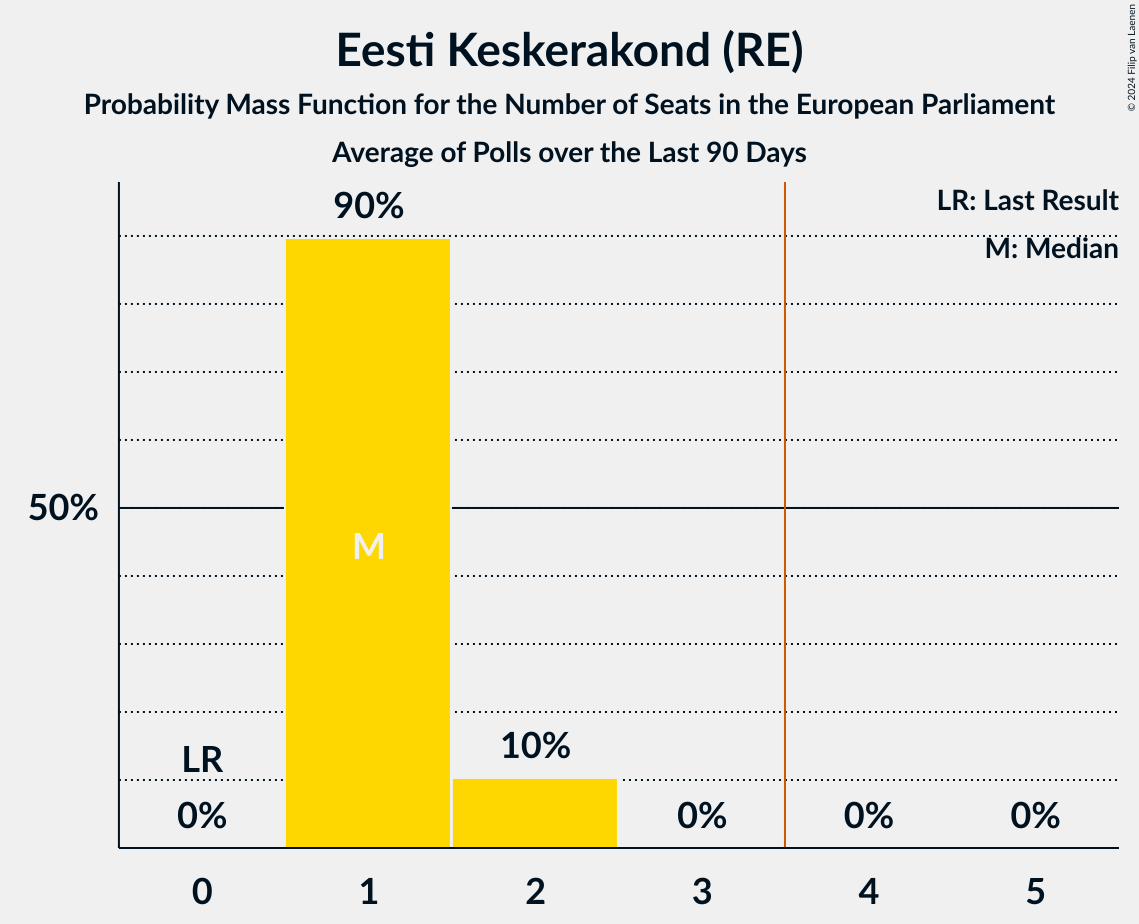 Eesti Keskerakond (RE)
Probability Mass Function for the Number of Seats in the European Parliament
Average of Polls over the Last 90 Days
© 2024 Filip van Laenen
LR: Last Result
M: Median
90%
50%
M
LR
10%
0%
0%
0%
0%
0
1
2
3
4
5